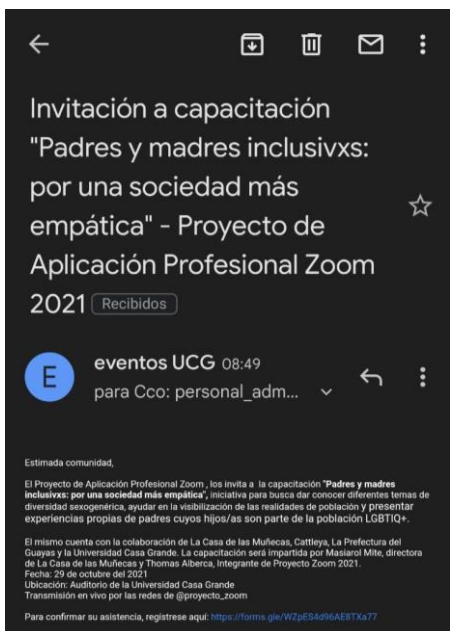 Invitación a capacitación
"Padres y madres inclusivxs:
por una sociedad más
empática" - Proyecto de
Aplicación Profesional Zoom
2021 Recibidos
E
eventos UCG 08:49
para Cco: personal_adm...
Estimada comunidad,
El Proyecto de Aplicación Profesional Zoom , los invita a la capacitación "Padres y madres
inclusivxs: por una sociedad más empática", iniciativa para busca dar conocer diferentes temas de
diversidad sexogenérica, ayudar en la visibilización de las realidades de población y presentar
experiencias propias de padres cuyos hijos/as son parte de la población LGBTIQ+.
El mismo cuenta con la colaboración de La Casa de las Muñecas, Cattleya, La Prefectura del
Guayas y la Universidad Casa Grande. La capacitación será impartida por Masiarol Mite, directora
de La Casa de las Muñecas y Thomas Alberca, Integrante de Proyecto Zoom 2021.
Fecha: 29 de octubre del 2021
Ubicación: Auditorio de la Universidad Casa Grande
Transmisión en vivo por las redes de @proyecto_zoom
Para confirmar su asistencia, regístrese aquí: https://forms.gle/WZpES4d96AE8TXa77